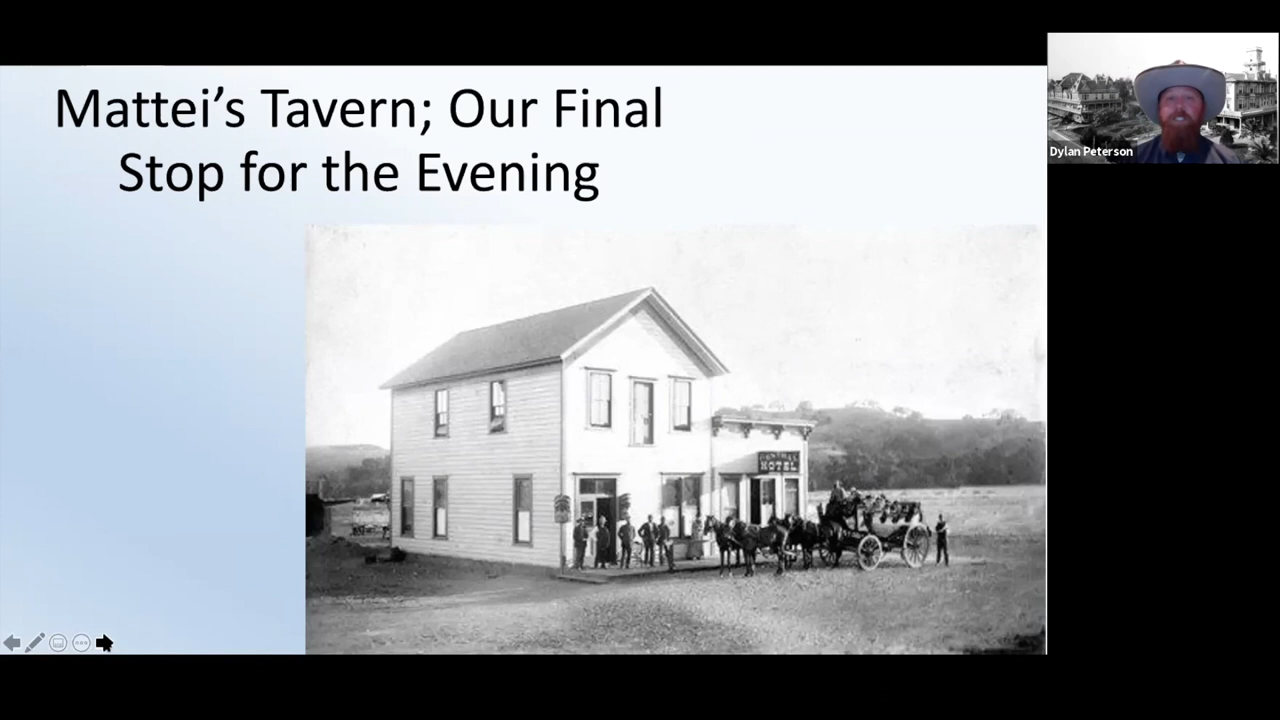 Mattei’s Tavern; Our Final
Stop for the Evening
Dylan Peterson
CENTRAL
HOTEL